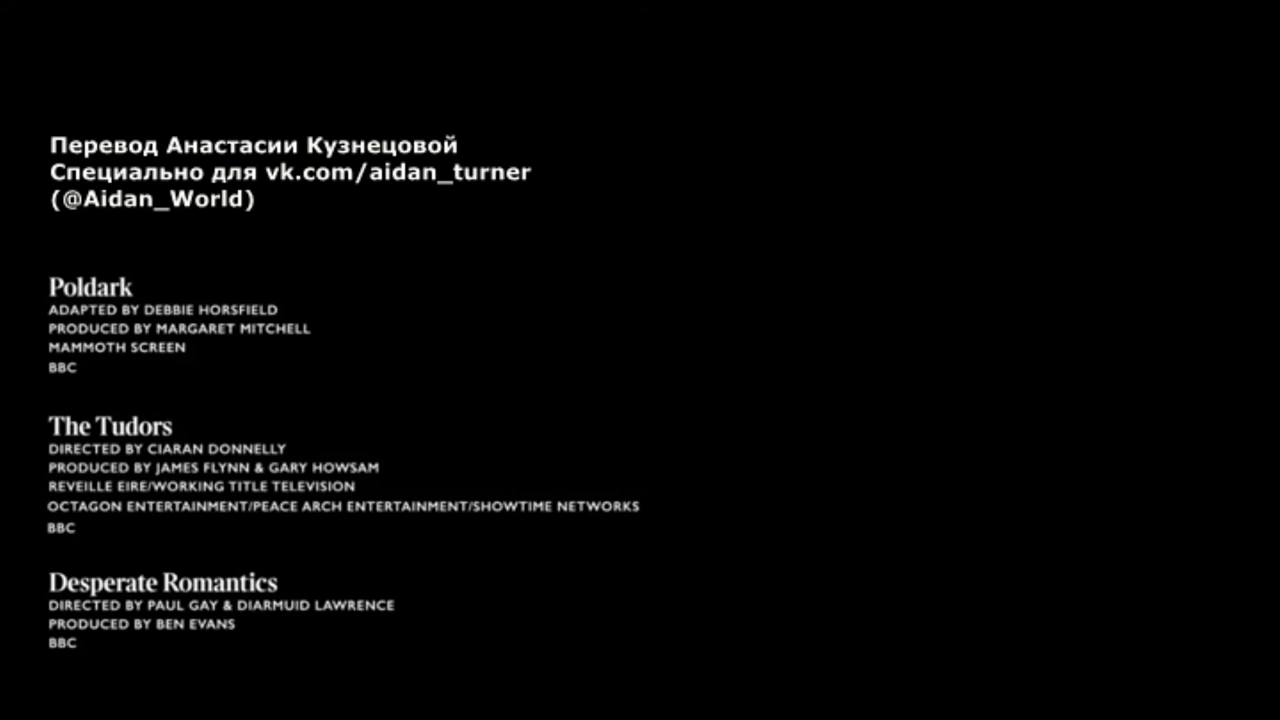 Перевод Анастасии Кузнецовой
Специально для vk.com/aidan_turner
(@Aidan_World)
Poldark
ADAPTED BY DEBBIE HORSFIELD
PRODUCED BY MARGARET MITCHELL
MAMMOTH SCREEN
BBC
The Tudors
DIRECTED BY CIARAN DONNELLY
PRODUCED BY JAMES FLYNN & GARY HOWSAM
REVEILLE EIRE/WORKING TITLE TELEVISION
OCTAGON ENTERTAINMENT/PEACE ARCH ENTERTAINMENT/SHOWTIME NETWORKS
BBC
Desperate Romantics
DIRECTED BY PAUL GAY & DIARMUID LAWRENCE
PRODUCED BY BEN EVANS
BBC